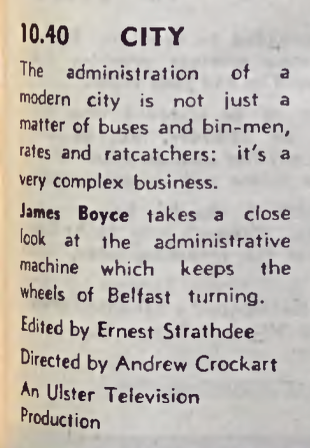 10.40 CITY
The administration of a
modern city is not just a
matter of buses and bin-men,
rates and ratcatchers: it's a
very complex business.
James Boyce takes a close
look at the administrative
machine which keeps the
wheels of Belfast turning.
Edited by Ernest Strathdee
Directed by Andrew Crockart
An Ulster Television
Production